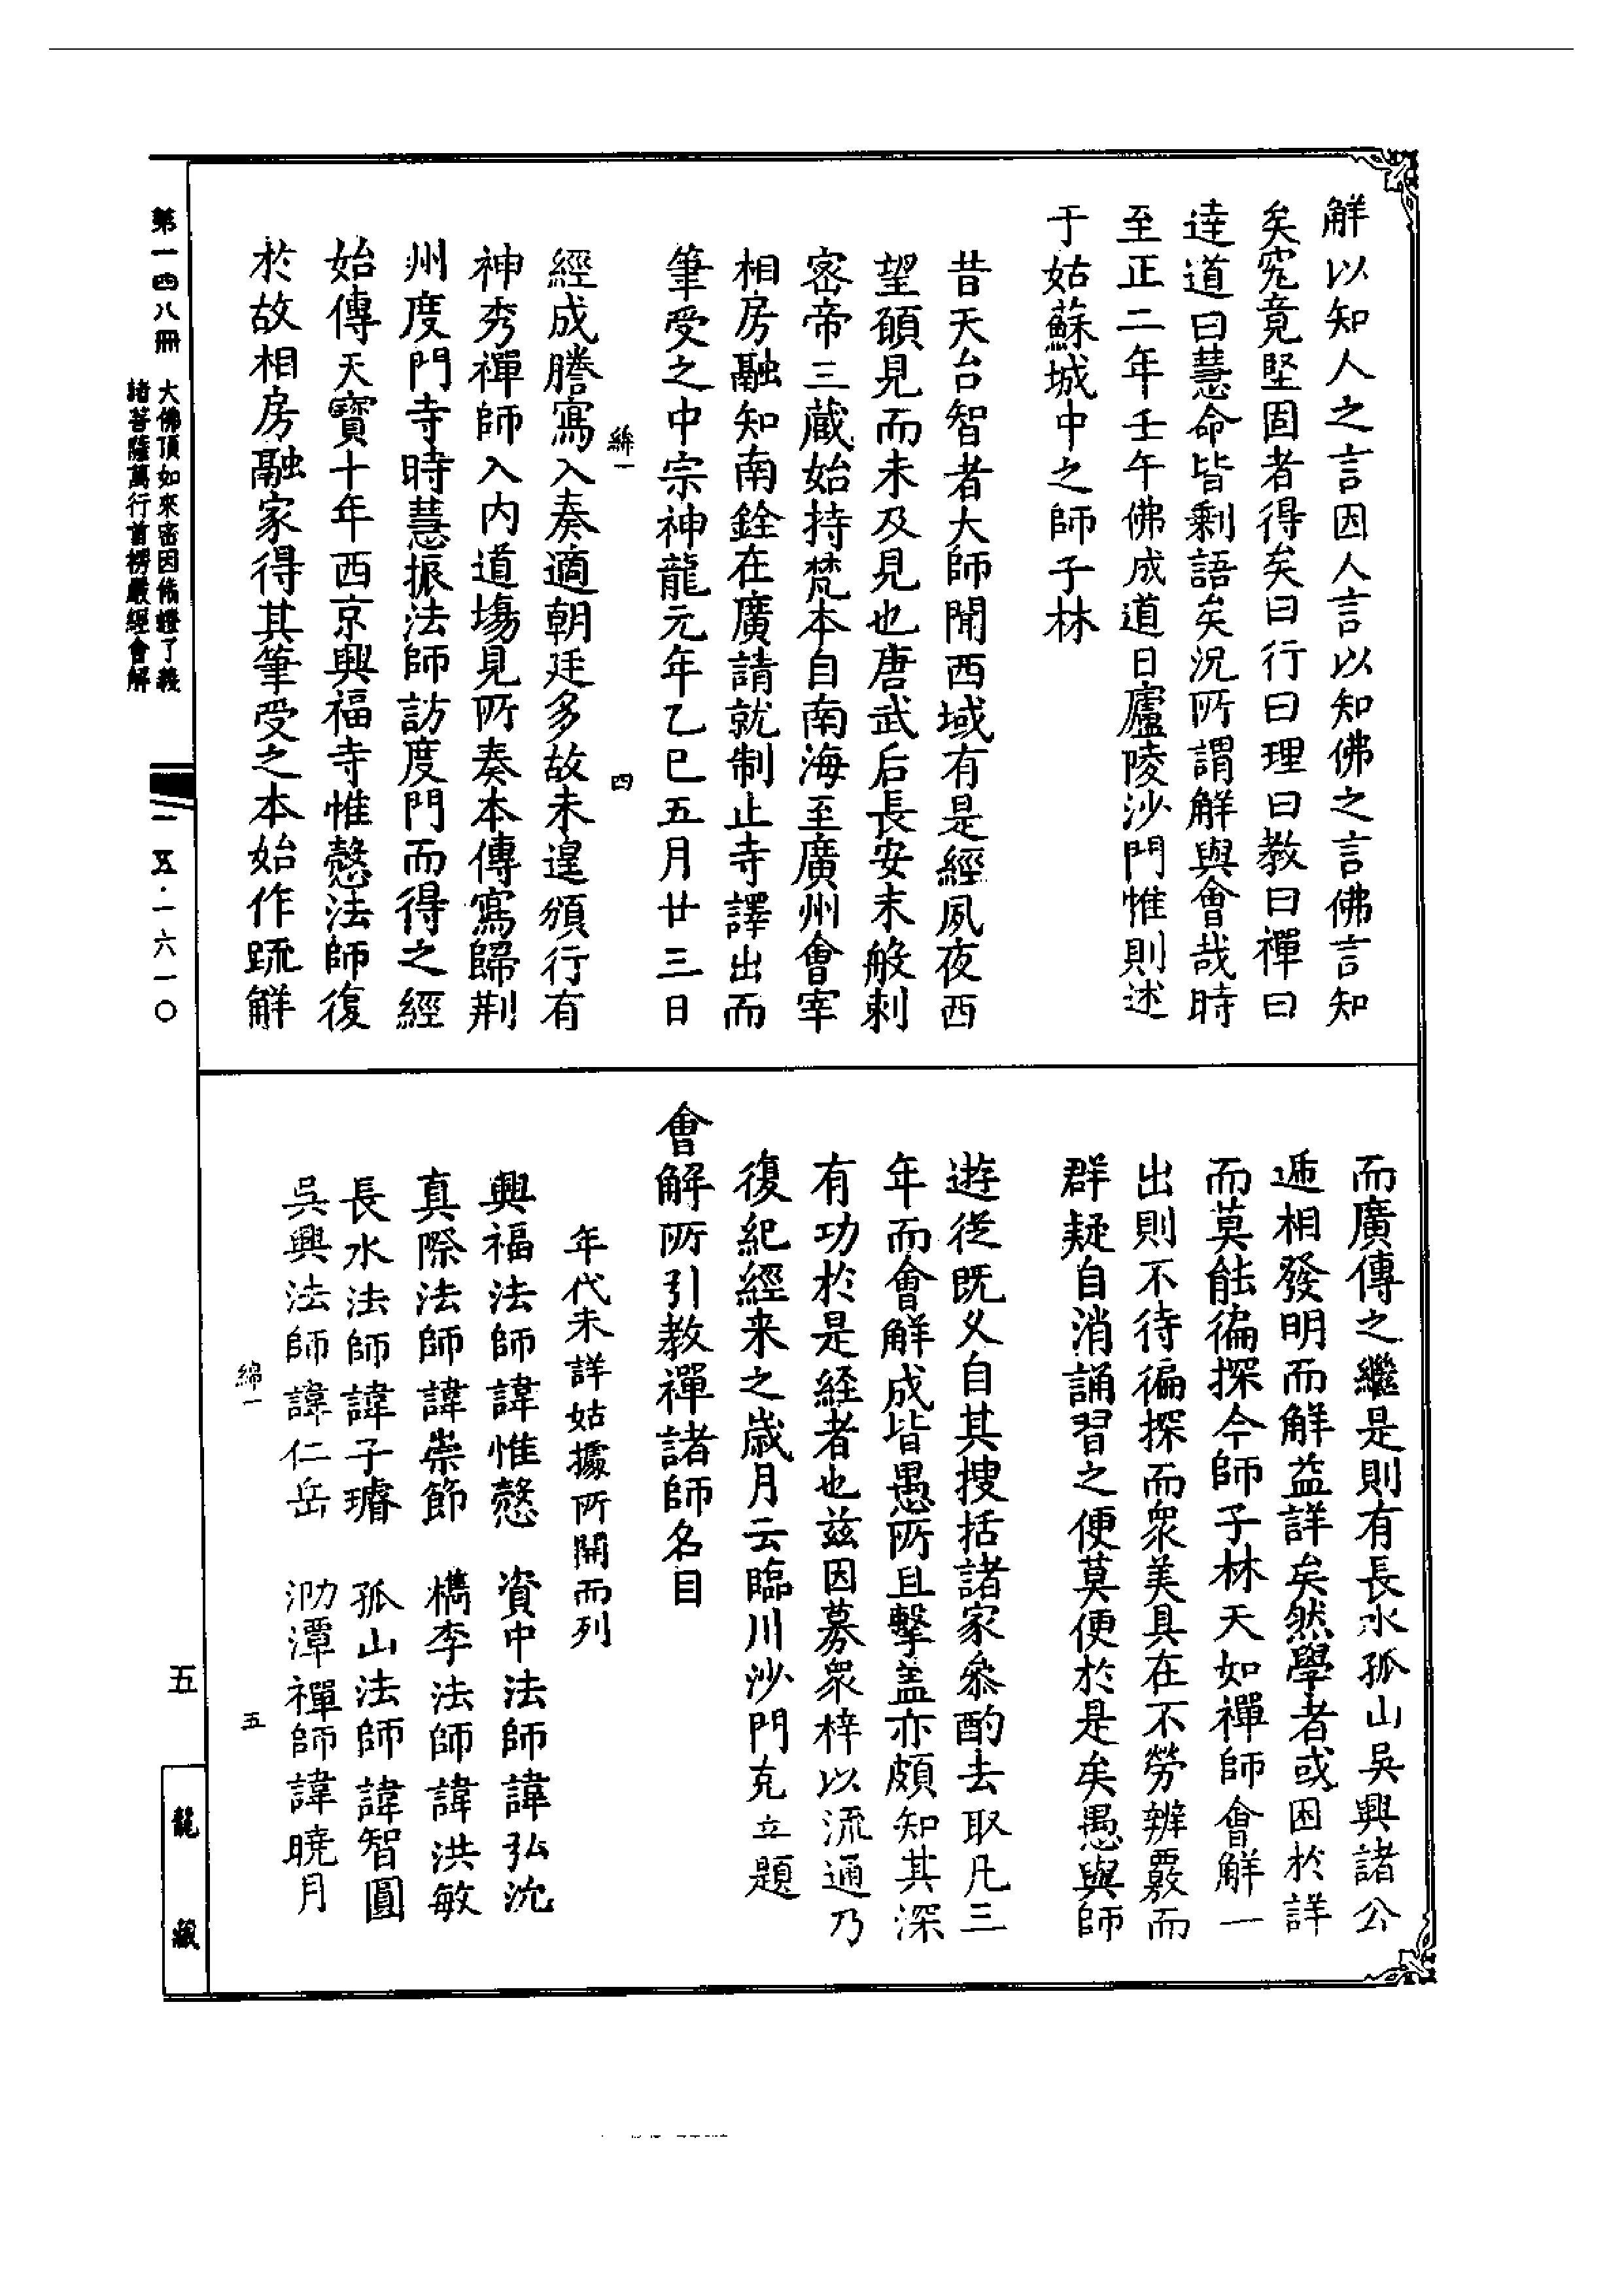 解以知人之言因人言以知佛之言佛言知
矣究竟堅固者得矣曰行曰理曰教曰禪曰
達道曰慧命皆剩語矣況所謂解與會哉時
至正二年壬午佛成道日廬陵沙門惟則述
于姑蘇城中之師子林
昔天台智者大師聞西域有是經夙夜西
望碩見而未及見也唐武后長安末般剌
密帝三藏始持梵本自南海至廣州會宰
相房融知南銓在廣請就制止寺譯出而
筆受之中宗神龍元年乙巳五月廿三日
四
經成謄寫入奏適朝廷多故未遑頒行有
神秀禪師入内道場見所奏本傳寫歸荆
州度門寺時慧振法師訪度門而得之經
始傳天寶十年西京興福寺惟慤法師復
於故相房融家得其筆受之本始作䟽解
而廣傳之繼是則有長水孤山吳興諸公
遞相發明而解益詳矣然學者或困於詳
而莫能徧探今師子林天如禪師會解一
出則不待徧探而衆美具在不勞辨覈而
群疑自消誦習之便莫便於是矣愚與師
遊從既久自其搜括諸家叅酌去取凡三
年而會解成皆愚所且擊盖亦頗知其深
有功於是経者也兹因募衆梓以流通乃
復紀經来之歲月云臨川沙門克立題
會解所引教禪諸師名目
年代未詳姑據所開而列
興福法師諱惟慤　資中法師諱弘沇
真際法師諱崇節　檇李法師諱洪敏
長水法師諱子璿　孤山法師諱智圓
吳興法師諱仁岳　泐潭禪師諱曉月
綿一　五
第一四八冊
大佛頂如來密因脩證了義
諸菩薩萬行首楞嚴經會解
一五·一六一〇
五
龍藏